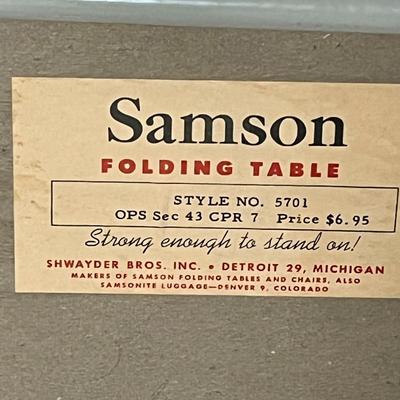 Samson
FOLDING TABLE
STYLE NO. 5701
OPS Sec 43 CPR 7 Price $6.95
Strong enough to stand on!
SHWAYDER BROS. INC. • DETROIT 29, MICHIGAN
MAKERS OF SAMSON FOLDING TABLES AND CHAIRS, ALSO
SAMSONITE LUGGAGE—DENVER 9, COLORADO